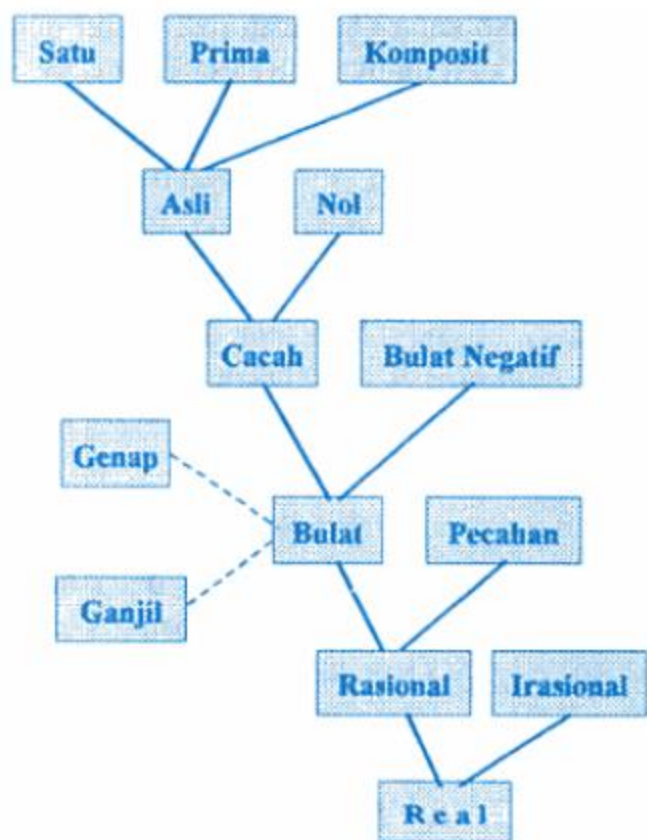 Satu
Prima
Komposit
Asli
Nol
Cacah
Bulat Negatif
Genap
Bulat
Pecahan
Ganjil
Rasional
Irasional
Real